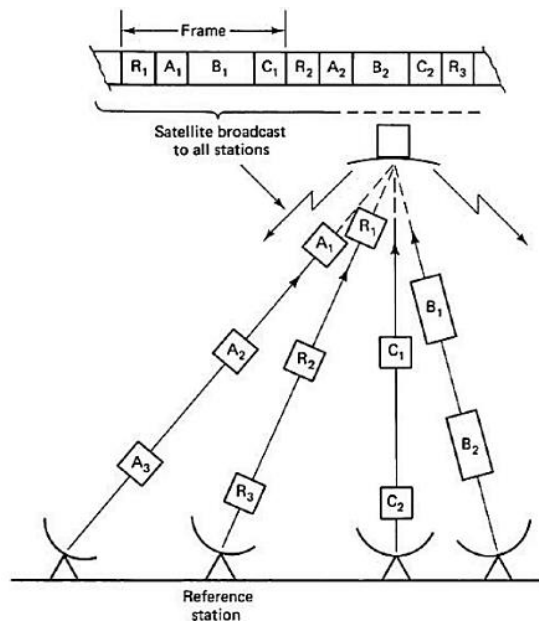 Frame
R1 A1 B1 C1 R2 A2 B2 C2 R3
Satellite broadcast
to all stations
R1
A1
B1
A2
R2
C1
B2
A3
R3
C2
Reference
station